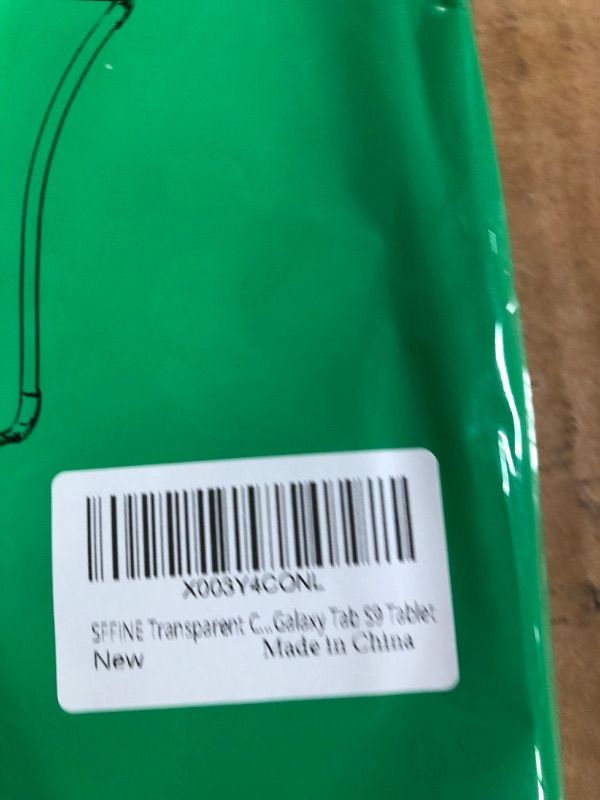 X003Y4CONL
SFFINE Transparent C...Galaxy Tab S9 Tablet
New
Made in China